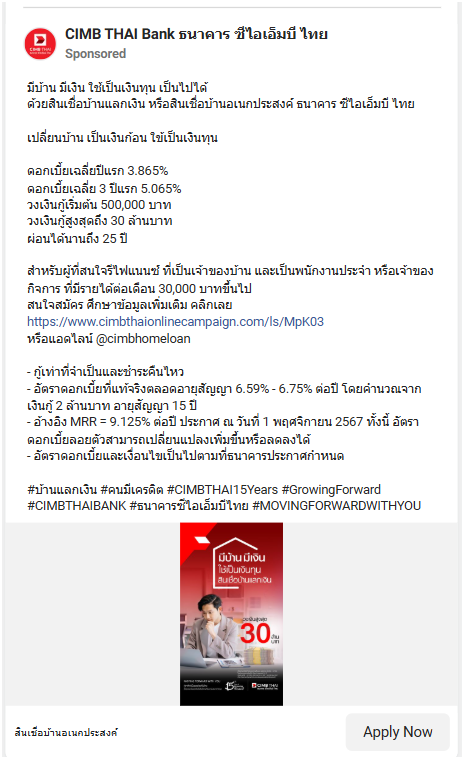 CIMB THAI Bank ธนาคาร ซีไอเอ็มบี ไทย
Sponsored
มีบ้าน มีเงิน ใช้เป็นเงินทุน เป็นไปได้
ด้วยสินเชื่อบ้านแลกเงิน หรือสินเชื่อบ้านอเนกประสงค์ ธนาคาร ซีไอเอ็มบี ไทย
เปลี่ยนบ้าน เป็นเงินก้อน ใช้เป็นเงินทุน
ดอกเบี้ยเฉลี่ยปีแรก 3.865%
ดอกเบี้ยเฉลี่ย 3 ปีแรก 5.065%
วงเงินกู้เริ่มต้น 500,000 บาท
วงเงินกู้สูงสุดถึง 30 ล้านบาท
ผ่อนได้นานถึง 25 ปี
สำหรับผู้ที่สนใจรีไฟแนนซ์ ที่เป็นเจ้าของบ้าน และเป็นพนักงานประจำ หรือเจ้าของ
กิจการ ที่มีรายได้ต่อเดือน 30,000 บาทขึ้นไป
สนใจสมัคร ศึกษาข้อมูลเพิ่มเติม คลิกเลย
https://www.cimbthaionlinecampaign.com/ls/MpK03
หรือแอดไลน์ @cimbhomeloan
- กู้เท่าที่จำเป็นและชำระคืนไหว
- อัตราดอกเบี้ยที่แท้จริงตลอดอายุสัญญา 6.59% - 6.75% ต่อปี โดยคำนวณจาก
เงินกู้ 2 ล้านบาท อายุสัญญา 15 ปี
- อ้างอิง MRR = 9.125% ต่อปี ประกาศ ณ วันที่ 1 พฤศจิกายน 2567 ทั้งนี้ อัตรา
ดอกเบี้ยลอยตัวสามารถเปลี่ยนแปลงเพิ่มขึ้นหรือลดลงได้
- อัตราดอกเบี้ยและเงื่อนไขเป็นไปตามที่ธนาคารประกาศกำหนด
#บ้านแลกเงิน #คนมีเครดิต #CIMBTHAI15Years #GrowingForward
#CIMBTHAIBANK #ธนาคารซีไอเอ็มบีไทย #MOVINGFORWARDWITHYOU
มีบ้าน มีเงิน
ใช้เป็นเงินทุน
สินเชื่อบ้านแลกเงิน
วงเงินสูงสุด
30 ล้าน
บาท
CIMB THAI
สินเชื่อบ้านอเนกประสงค์
Apply Now